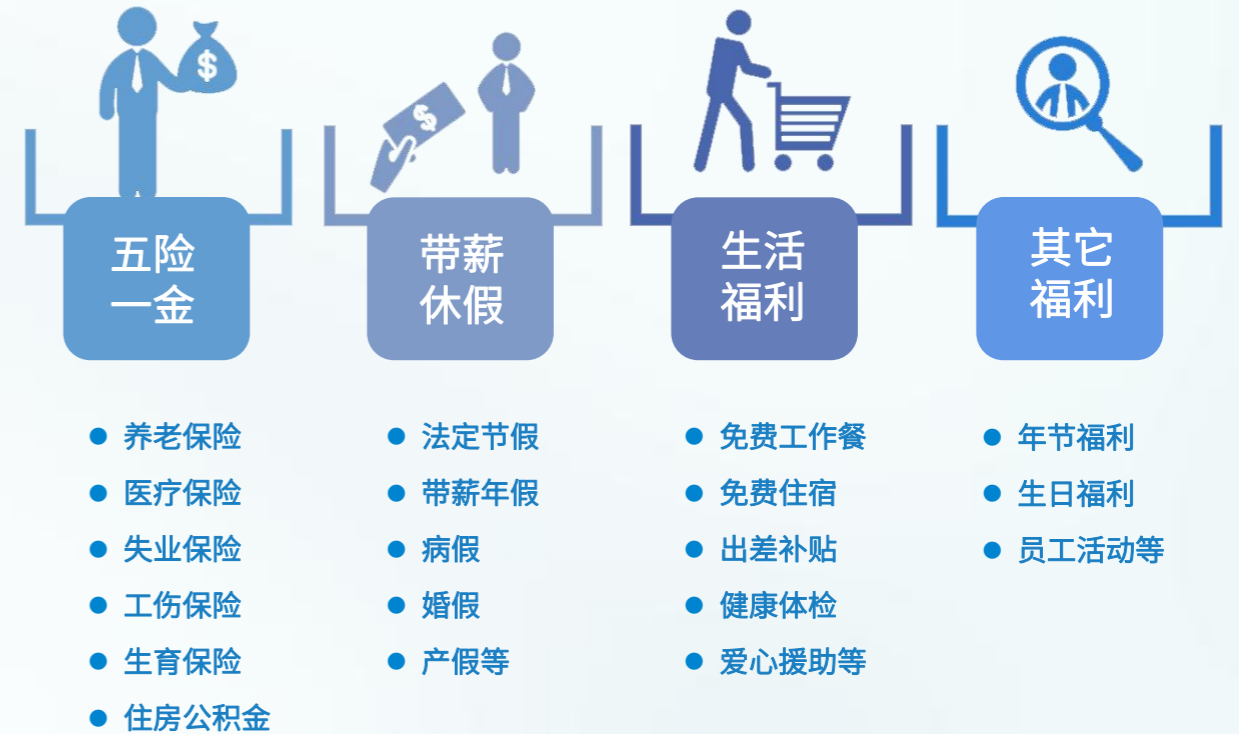 五险
一金
养老保险
医疗保险
失业保险
工伤保险
生育保险
住房公积金
带薪
休假
法定节假
带薪年假
病假
婚假
产假等
生活
福利
免费工作餐
免费住宿
出差补贴
健康体检
爱心援助等
其它
福利
年节福利
生日福利
员工活动等
$
$